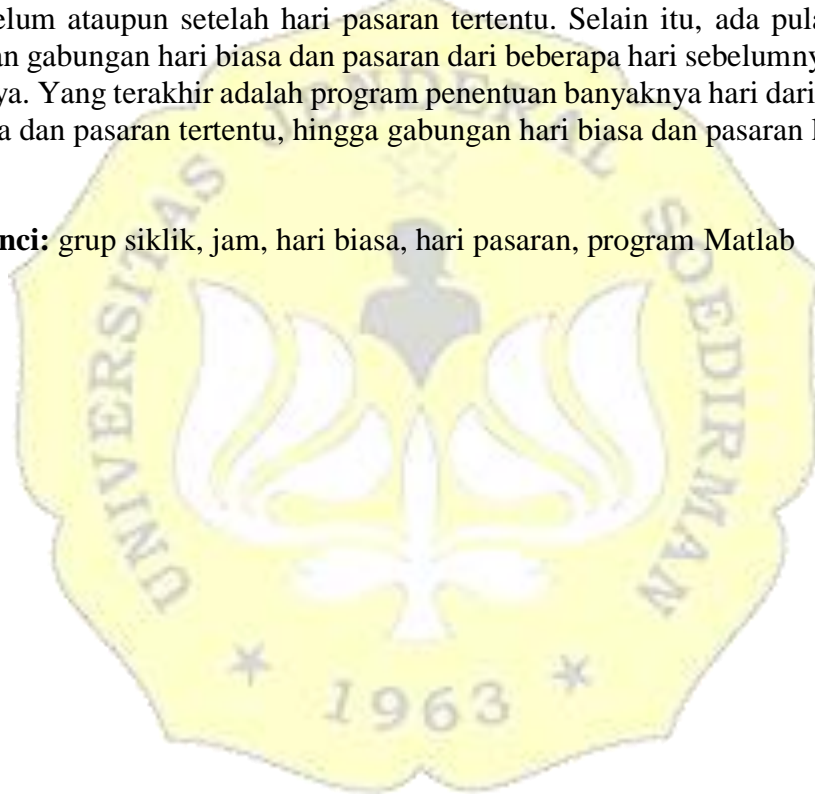 elum ataupun setelah hari pasaran tertentu. Selain itu, ada pula
an gabungan hari biasa dan pasaran dari beberapa hari sebelumny
ya. Yang terakhir adalah program penentuan banyaknya hari dari
a dan pasaran tertentu, hingga gabungan hari biasa dan pasaran
nci: grup siklik, jam, hari biasa, hari pasaran, program Matlab
UNIVERSITAS JENDERAL SOEDIRMAN
* 1963 *